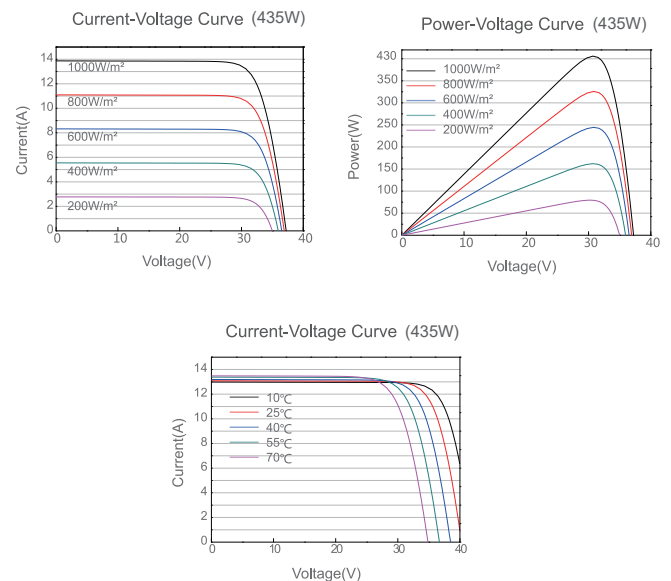 Current-Voltage Curve (435W)
14
12
10
8
6
4
2
0
Current(A)
1000W/m²
800W/m²
600W/m²
400W/m²
200W/m²
0 10 20 30 40
Voltage(V)
Power-Voltage Curve (435W)
430
350
300
250
200
150
100
50
0
Power(W)
1000W/m²
800W/m²
600W/m²
400W/m²
200W/m²
0 10 20 30 40
Voltage(V)
Current-Voltage Curve (435W)
14
13
12
13
4
3
2
0
Current(A)
10℃
25℃
40℃
55℃
70℃
0 10 20 30 40
Voltage(V)